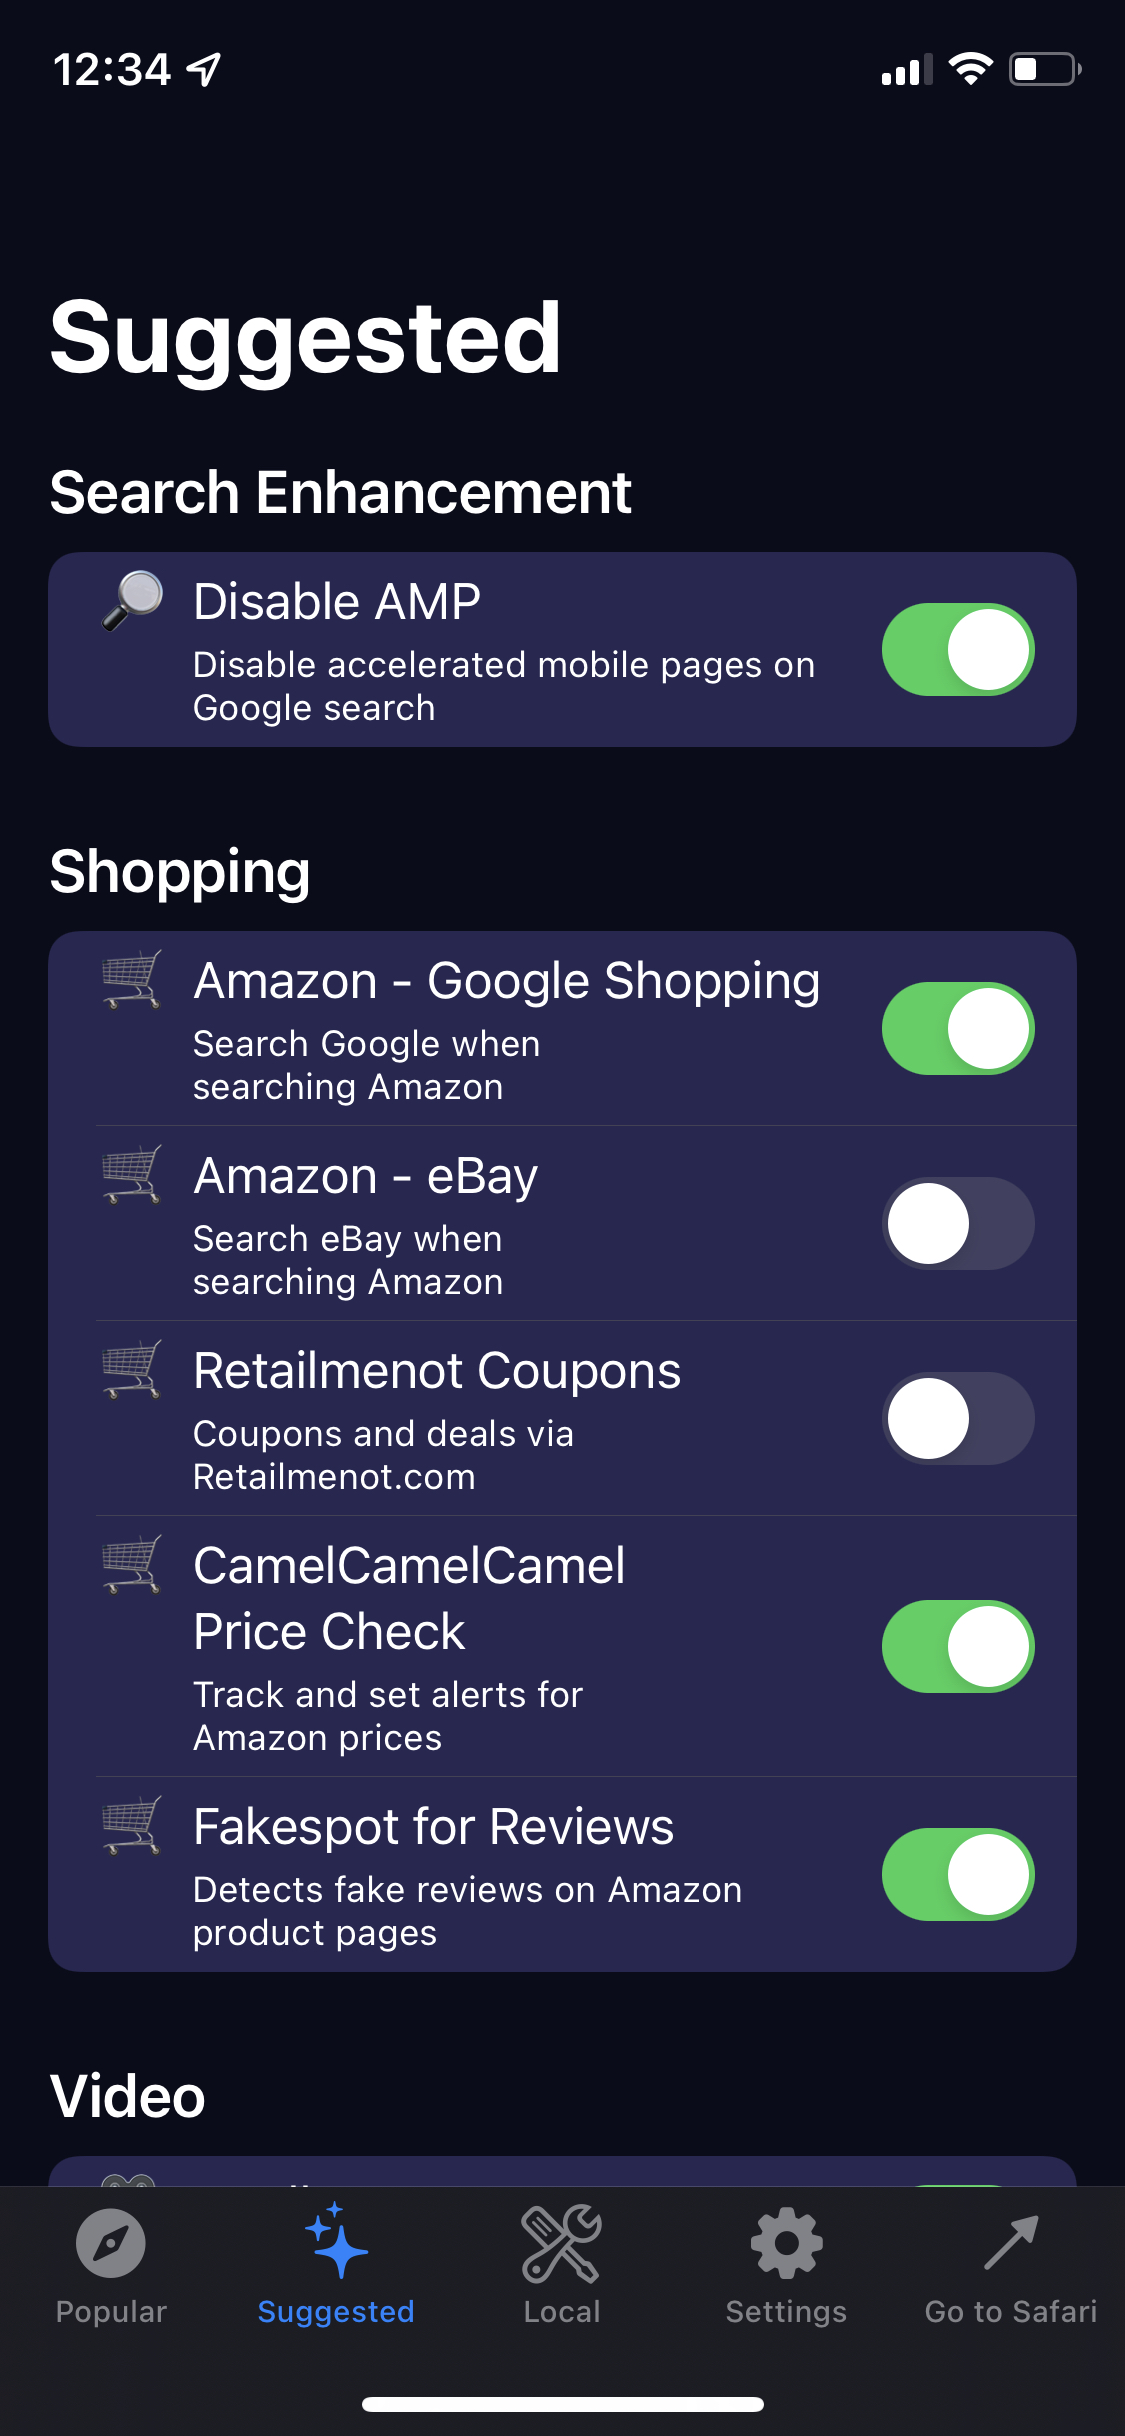 12:34
Suggested
Search Enhancement
Disable AMP
Disable accelerated mobile pages on
Google search
Shopping
Amazon - Google Shopping
Search Google when
searching Amazon
Amazon - eBay
Search eBay when
searching Amazon
Retailmenot Coupons
Coupons and deals via
Retailmenot.com
CamelCamelCamel
Price Check
Track and set alerts for
Amazon prices
Fakespot for Reviews
Detects fake reviews on Amazon
product pages
Video
Popular
Suggested
Local
Settings
Go to Safari